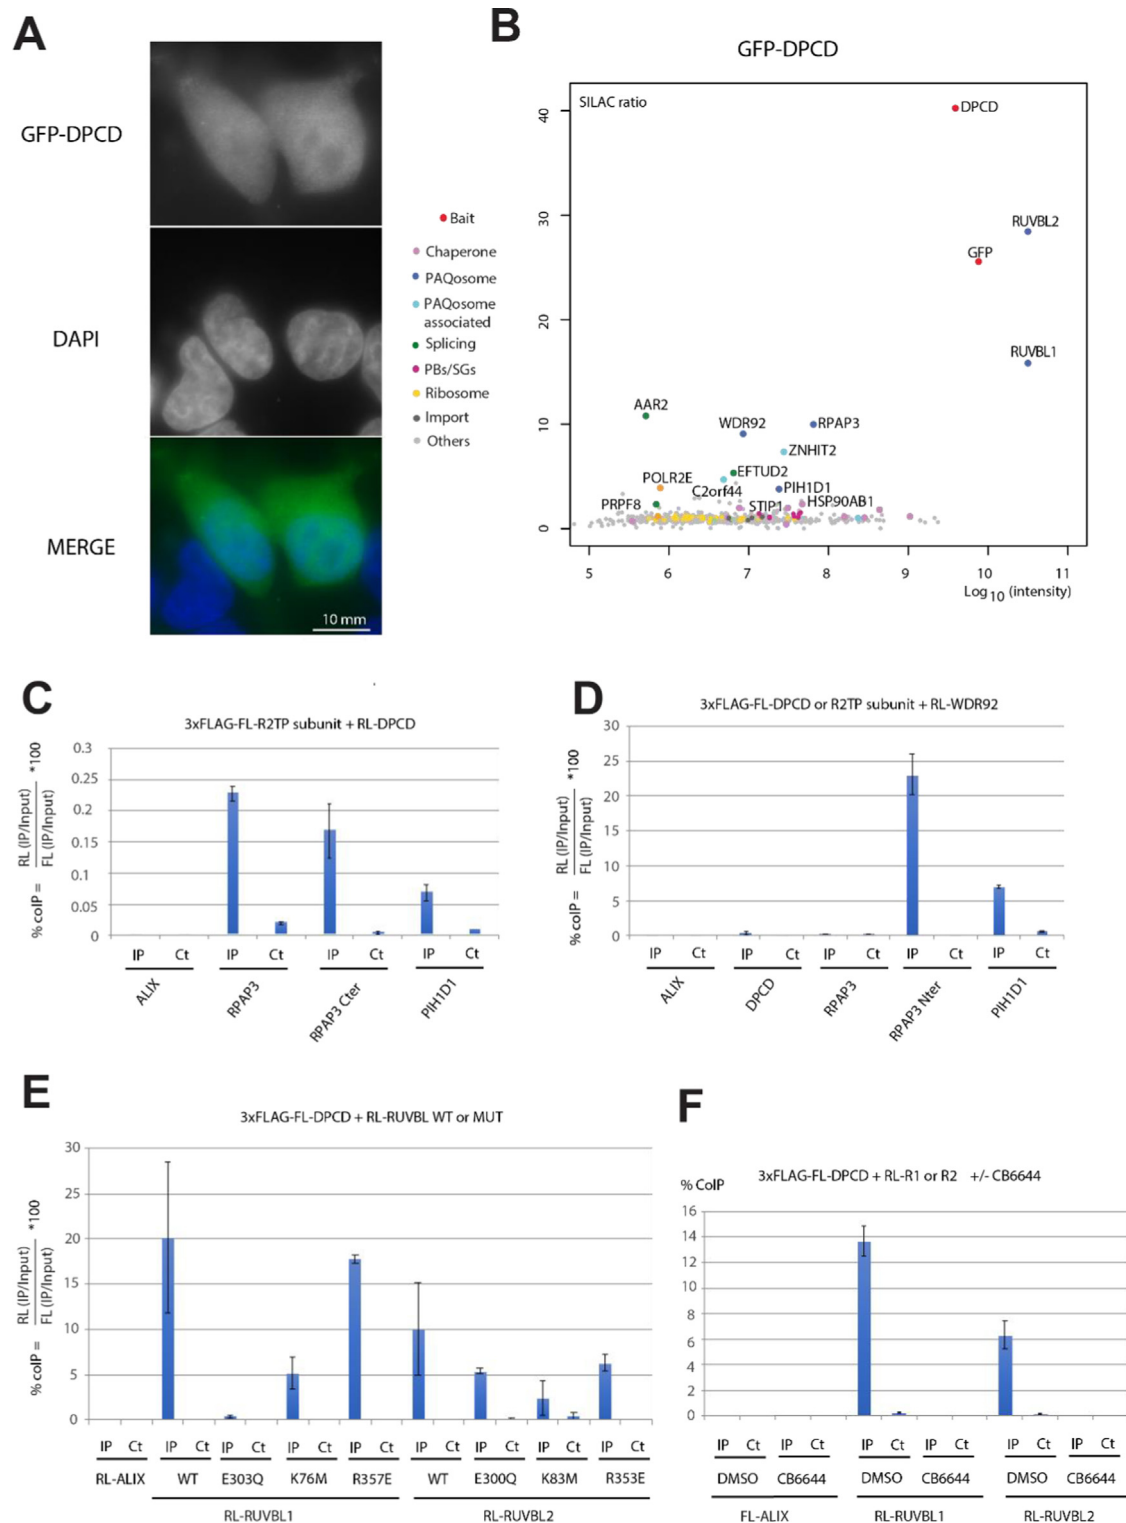 A
GFP-DPCD
DAPI
MERGE
10 mm
Bait
Chaperone
PAQosome
PAQosome
associated
Splicing
PBs/SGs
Ribosome
Import
Others
B
GFP-DPCD
SILAC ratio
40
30
20
10
0
DPCD
RUVBL2
GFP
RUVBL1
AAR2
WDR92
RPAP3
ZNHIT2
EFTUD2
POLR2E
C2orf44
PIH1D1
PRPF8
STIP1
HSP90AB1
5 6 7 8 9 10 11
Log10 (intensity)
C
3xFLAG-FL-R2TP subunit + RL-DPCD
% coIP = RL (IP/Input) *100
FL (IP/Input)
0.3
0.25
0.2
0.15
0.1
0.05
0
IP Ct IP Ct IP Ct IP Ct
ALIX RPAP3 RPAP3 Cter PIH1D1
D
3xFLAG-FL-DPCD or R2TP subunit + RL-WDR92
% coIP = RL (IP/Input) *100
FL (IP/Input)
30
25
20
15
10
5
0
IP Ct IP Ct IP Ct IP Ct IP Ct
ALIX DPCD RPAP3 RPAP3 Nter PIH1D1
E
3xFLAG-FL-DPCD + RL-RUVBL WT or MUT
% coIP = RL (IP/Input) *100
FL (IP/Input)
30
25
20
15
10
5
0
IP Ct IP Ct IP Ct IP Ct IP Ct IP Ct IP Ct IP Ct IP Ct
RL-ALIX WT E303Q K76M R357E WT E300Q K83M R353E
RL-RUVBL1 RL-RUVBL2
F
3xFLAG-FL-DPCD + RL-R1 or R2 +/- CB6644
% CoIP
16
14
12
10
8
6
4
2
0
IP Ct IP Ct IP Ct IP Ct IP Ct IP Ct
DMSO CB6644 DMSO CB6644 DMSO CB6644
FL-ALIX RL-RUVBL1 RL-RUVBL2